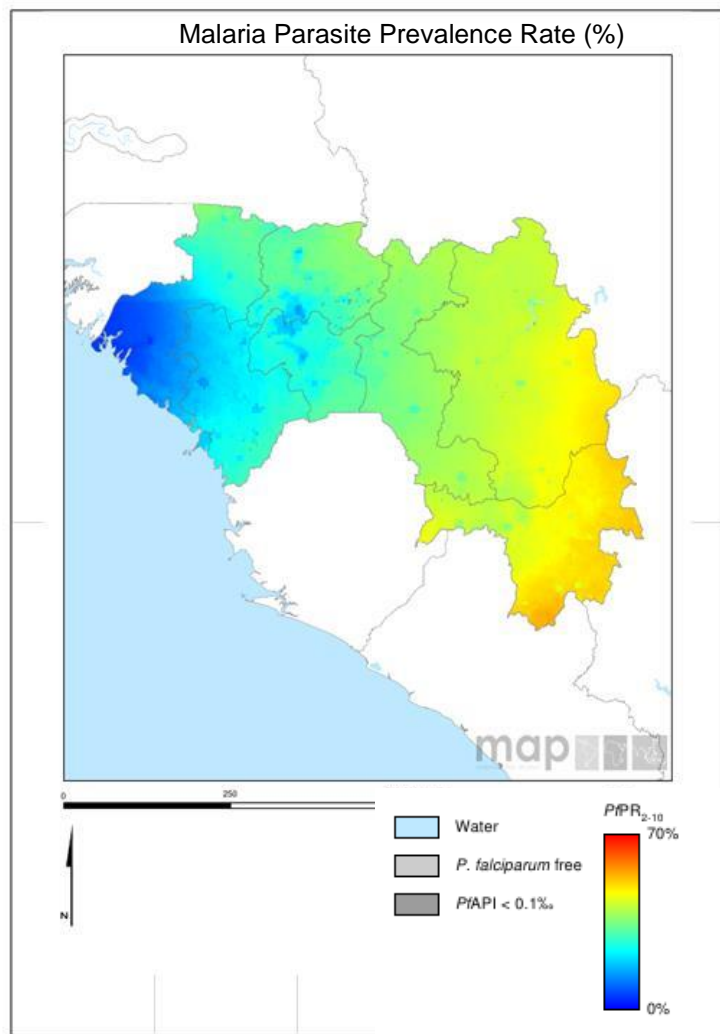 Malaria Parasite Prevalence Rate (%)
map
0
250
Water
P. falciparum free
PfAPI < 0.1‰
PfPR2-10
70%
0%
N